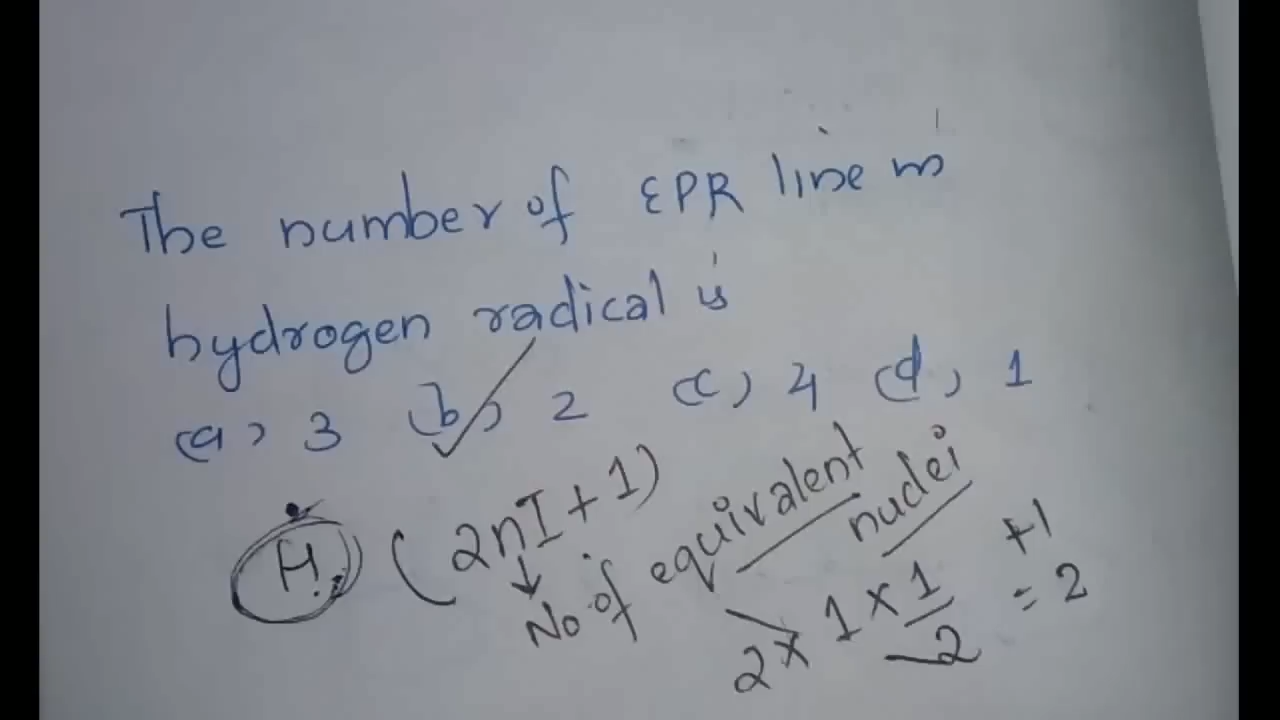 The number of EPR line in
hydrogen radical is
(a) 3 (b) 2 (c) 4 (d) 1
H (2nI + 1)
No of equivalent
nuclei
2 x 1 x 1/2 + 1 = 2